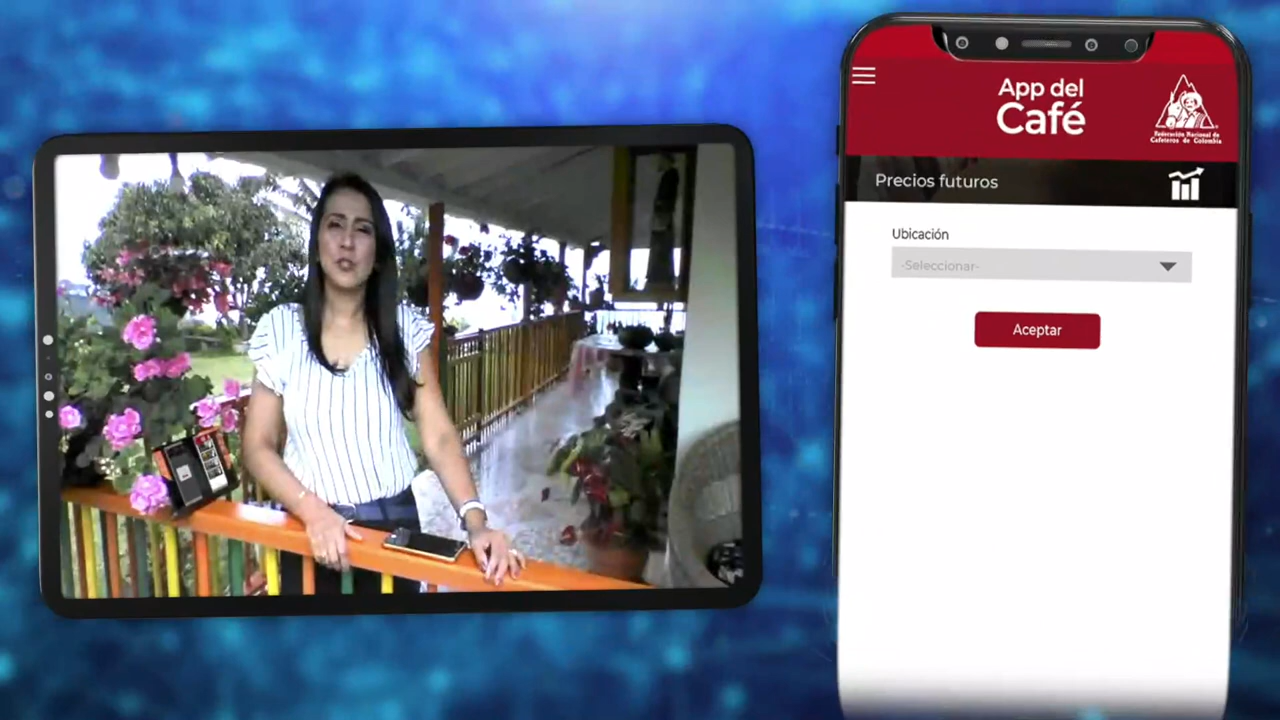 App del
Café
Federación Nacional de
Cafeteros de Colombia
Precios futuros
Ubicación
-Seleccionar-
Aceptar